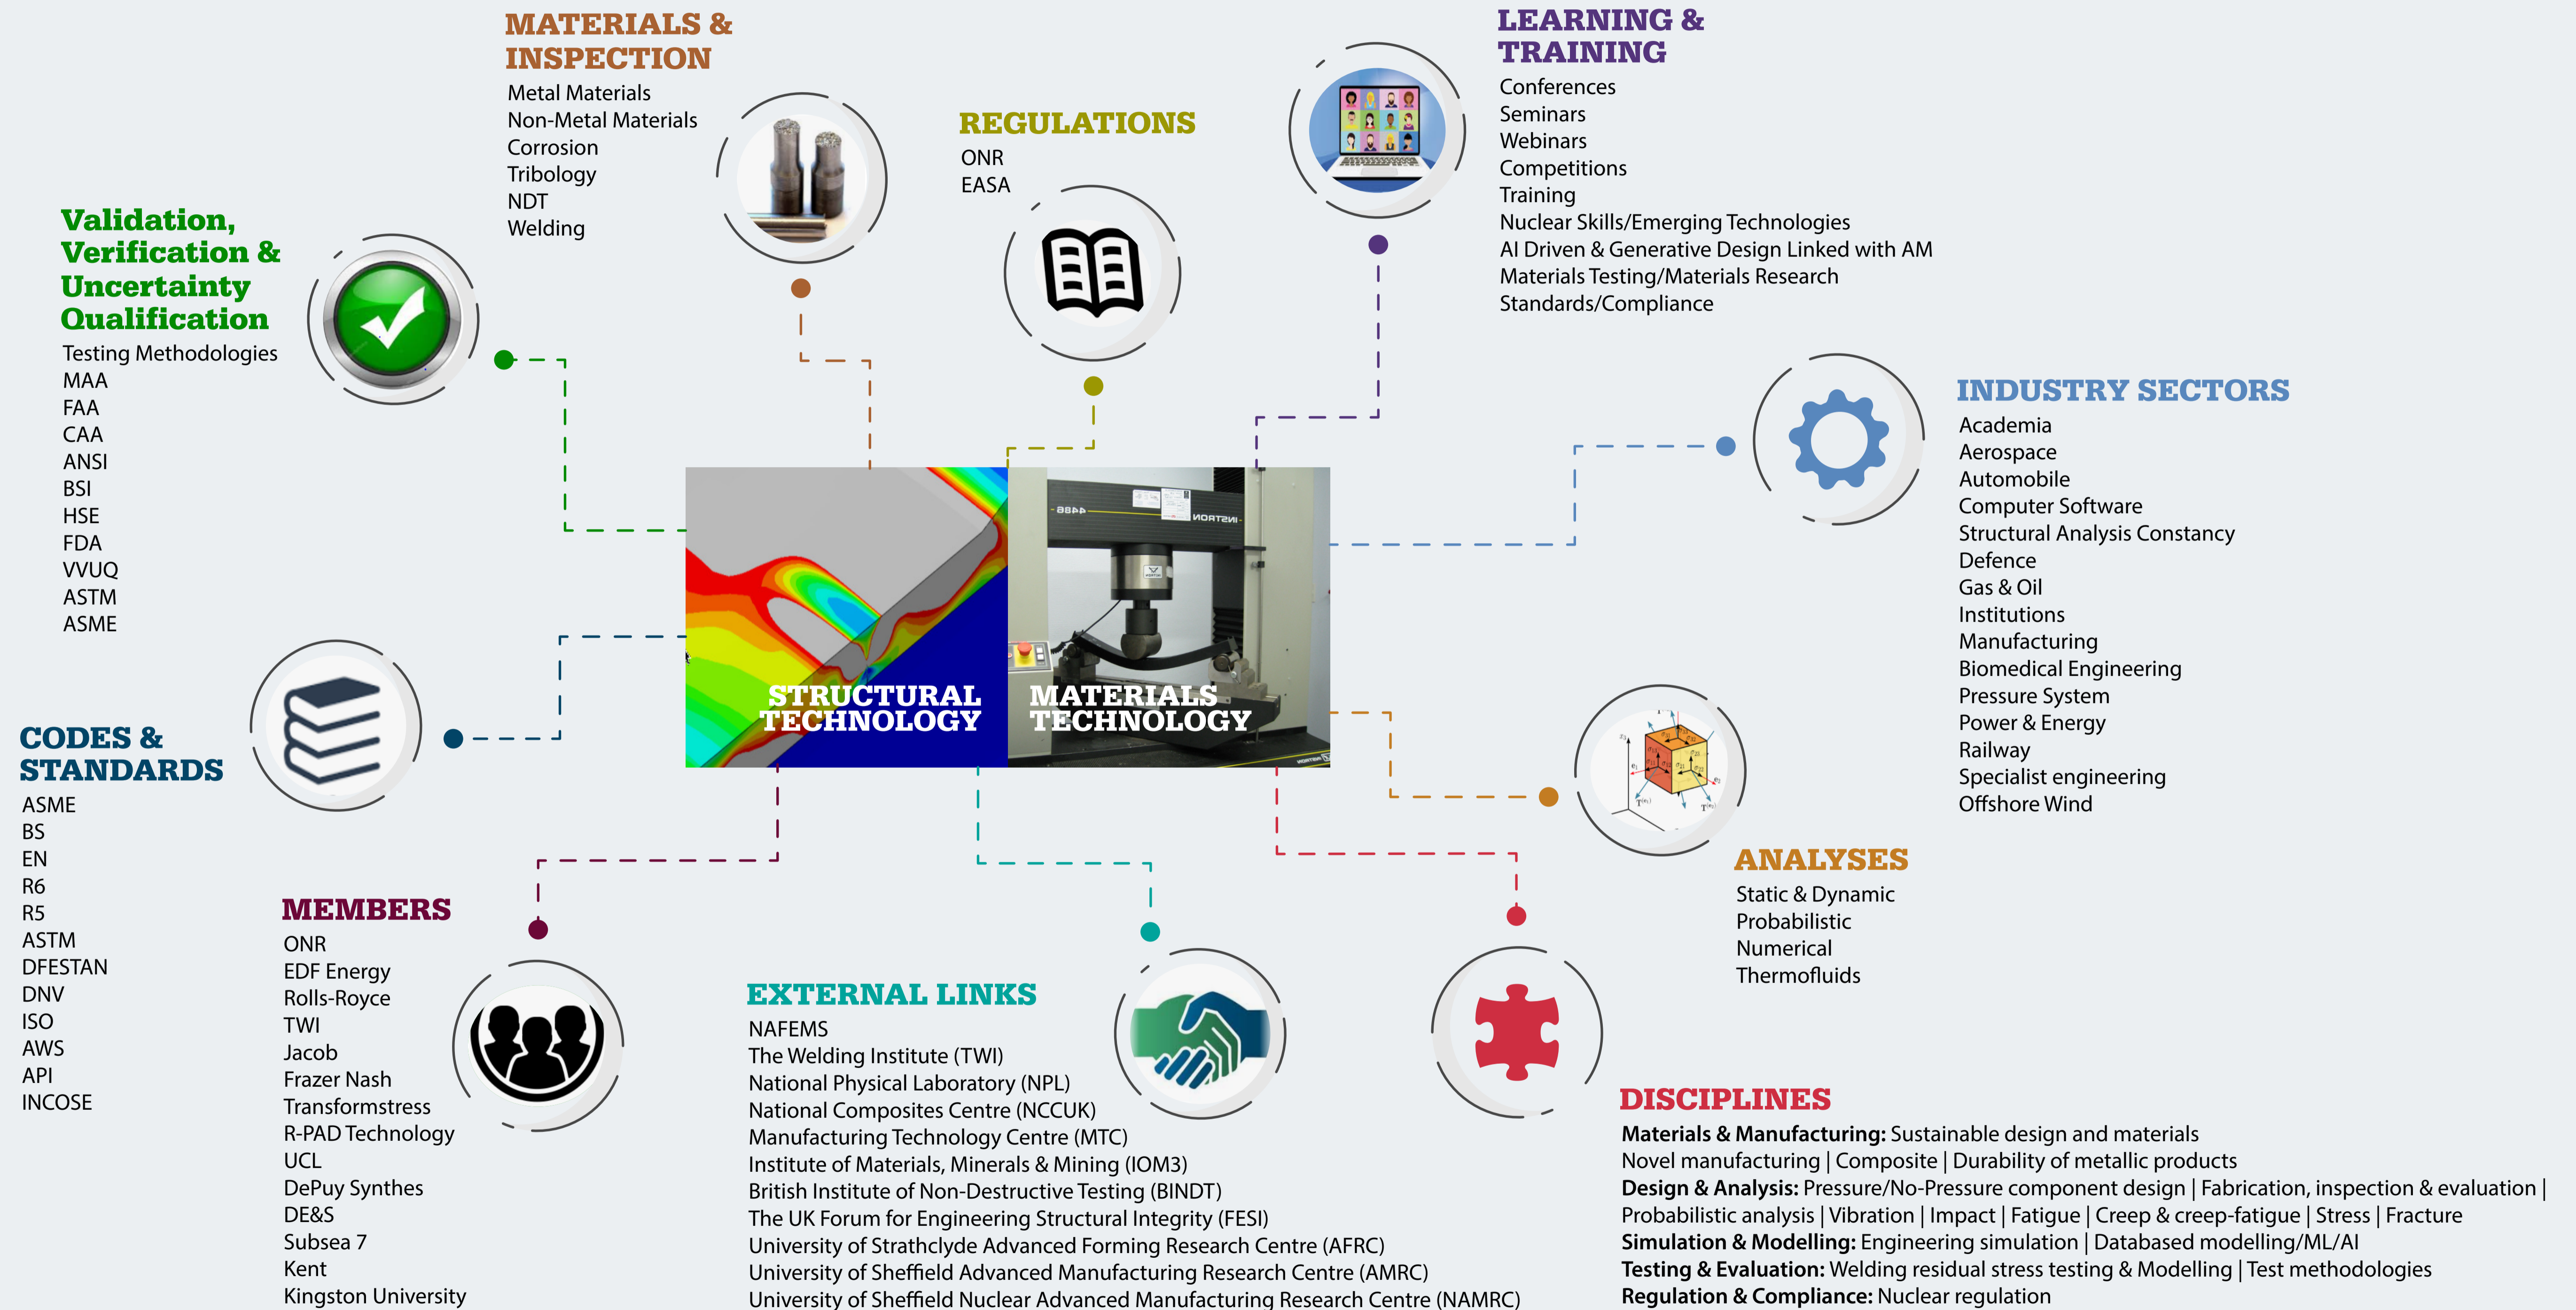 MATERIALS &
INSPECTION
Metal Materials
Non-Metal Materials
Corrosion
Tribology
NDT
Welding
REGULATIONS
ONR
EASA
LEARNING &
TRAINING
Conferences
Seminars
Webinars
Competitions
Training
Nuclear Skills/Emerging Technologies
AI Driven & Generative Design Linked with AM
Materials Testing/Materials Research
Standards/Compliance
Validation,
Verification &
Uncertainty
Qualification
Testing Methodologies
MAA
FAA
CAA
ANSI
BSI
HSE
FDA
VVUQ
ASTM
ASME
INDUSTRY SECTORS
Academia
Aerospace
Automobile
Computer Software
Structural Analysis Constancy
Defence
Gas & Oil
Institutions
Manufacturing
Biomedical Engineering
Pressure System
Power & Energy
Railway
Specialist engineering
Offshore Wind
4486
INSTRON
STRUCTURAL
TECHNOLOGY
MATERIALS
TECHNOLOGY
CODES &
STANDARDS
ASME
BS
EN
R6
R5
ASTM
DFESTAN
DNV
ISO
AWS
API
INCOSE
ANALYSES
Static & Dynamic
Probabilistic
Numerical
Thermofluids
MEMBERS
ONR
EDF Energy
Rolls-Royce
TWI
Jacob
Frazer Nash
Transformstress
R-PAD Technology
UCL
DePuy Synthes
DE&S
Subsea 7
Kent
Kingston University
EXTERNAL LINKS
NAFEMS
The Welding Institute (TWI)
National Physical Laboratory (NPL)
National Composites Centre (NCCUK)
Manufacturing Technology Centre (MTC)
Institute of Materials, Minerals & Mining (IOM3)
British Institute of Non-Destructive Testing (BINDT)
The UK Forum for Engineering Structural Integrity (FESI)
University of Strathclyde Advanced Forming Research Centre (AFRC)
University of Sheffield Advanced Manufacturing Research Centre (AMRC)
University of Sheffield Nuclear Advanced Manufacturing Research Centre (NAMRC)
DISCIPLINES
Materials & Manufacturing: Sustainable design and materials
Novel manufacturing | Composite | Durability of metallic products
Design & Analysis: Pressure/No-Pressure component design | Fabrication, inspection & evaluation |
Probabilistic analysis | Vibration | Impact | Fatigue | Creep & creep-fatigue | Stress | Fracture
Simulation & Modelling: Engineering simulation | Databased modelling/ML/AI
Testing & Evaluation: Welding residual stress testing & Modelling | Test methodologies
Regulation & Compliance: Nuclear regulation